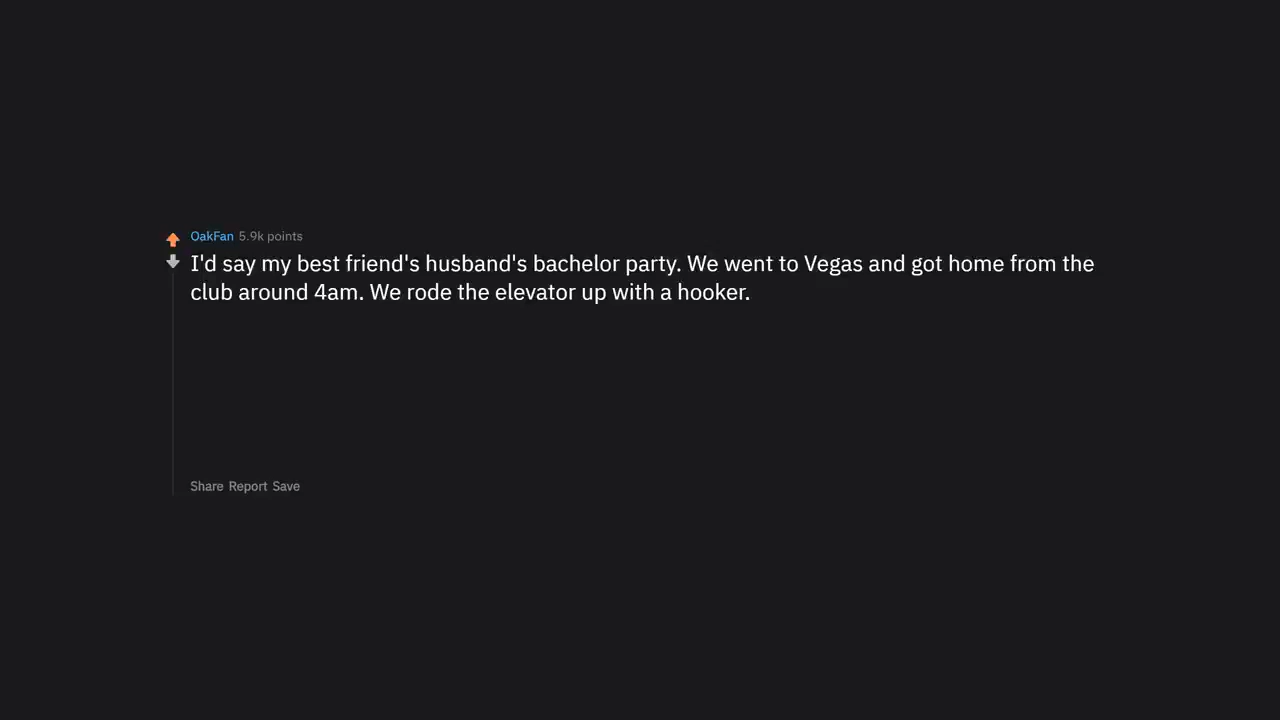 OakFan 5.9k points
I'd say my best friend's husband's bachelor party. We went to Vegas and got home from the
club around 4am. We rode the elevator up with a hooker.
Share Report Save